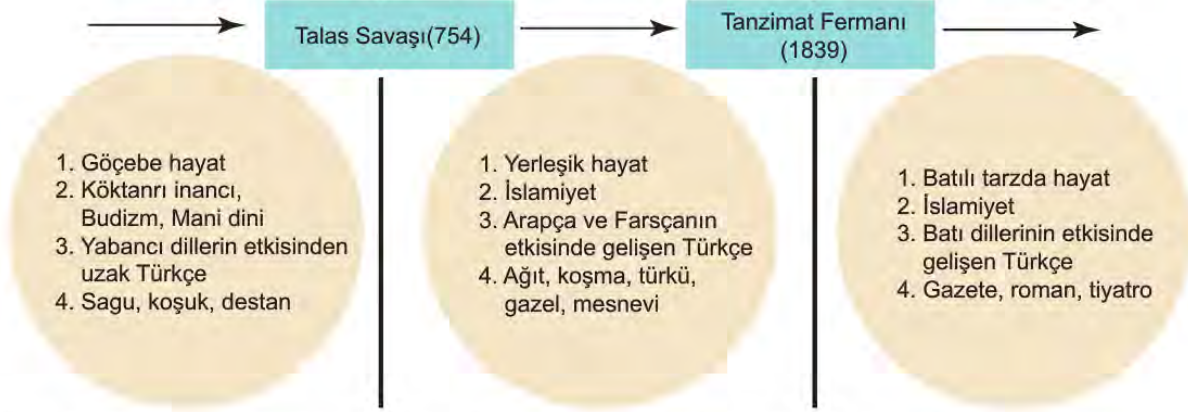 Talas Savaşı(754)
Tanzimat Fermanı
(1839)
1. Göçebe hayat
2. Köktanrı inancı,
Budizm, Mani dini
3. Yabancı dillerin etkisinden
uzak Türkçe
4. Sagu, koşuk, destan
1. Yerleşik hayat
2. İslamiyet
3. Arapça ve Farsçanın
etkisinde gelişen Türkçe
4. Ağıt, koşma, türkü,
gazel, mesnevi
1. Batılı tarzda hayat
2. İslamiyet
3. Batı dillerinin etkisinde
gelişen Türkçe
4. Gazete, roman, tiyatro